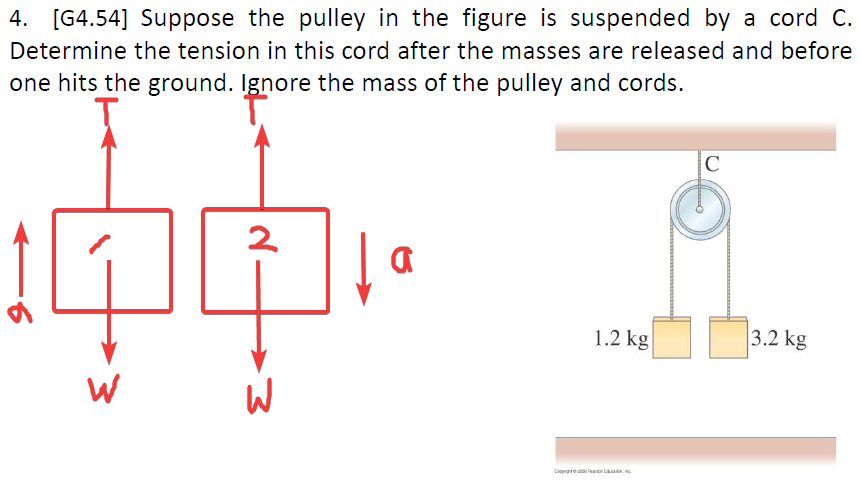 4. [G4.54] Suppose the pulley in the figure is suspended by a cord C.
Determine the tension in this cord after the masses are released and before
one hits the ground. Ignore the mass of the pulley and cords.
T
T
C
1
2
a
a
1.2 kg
3.2 kg
W
W